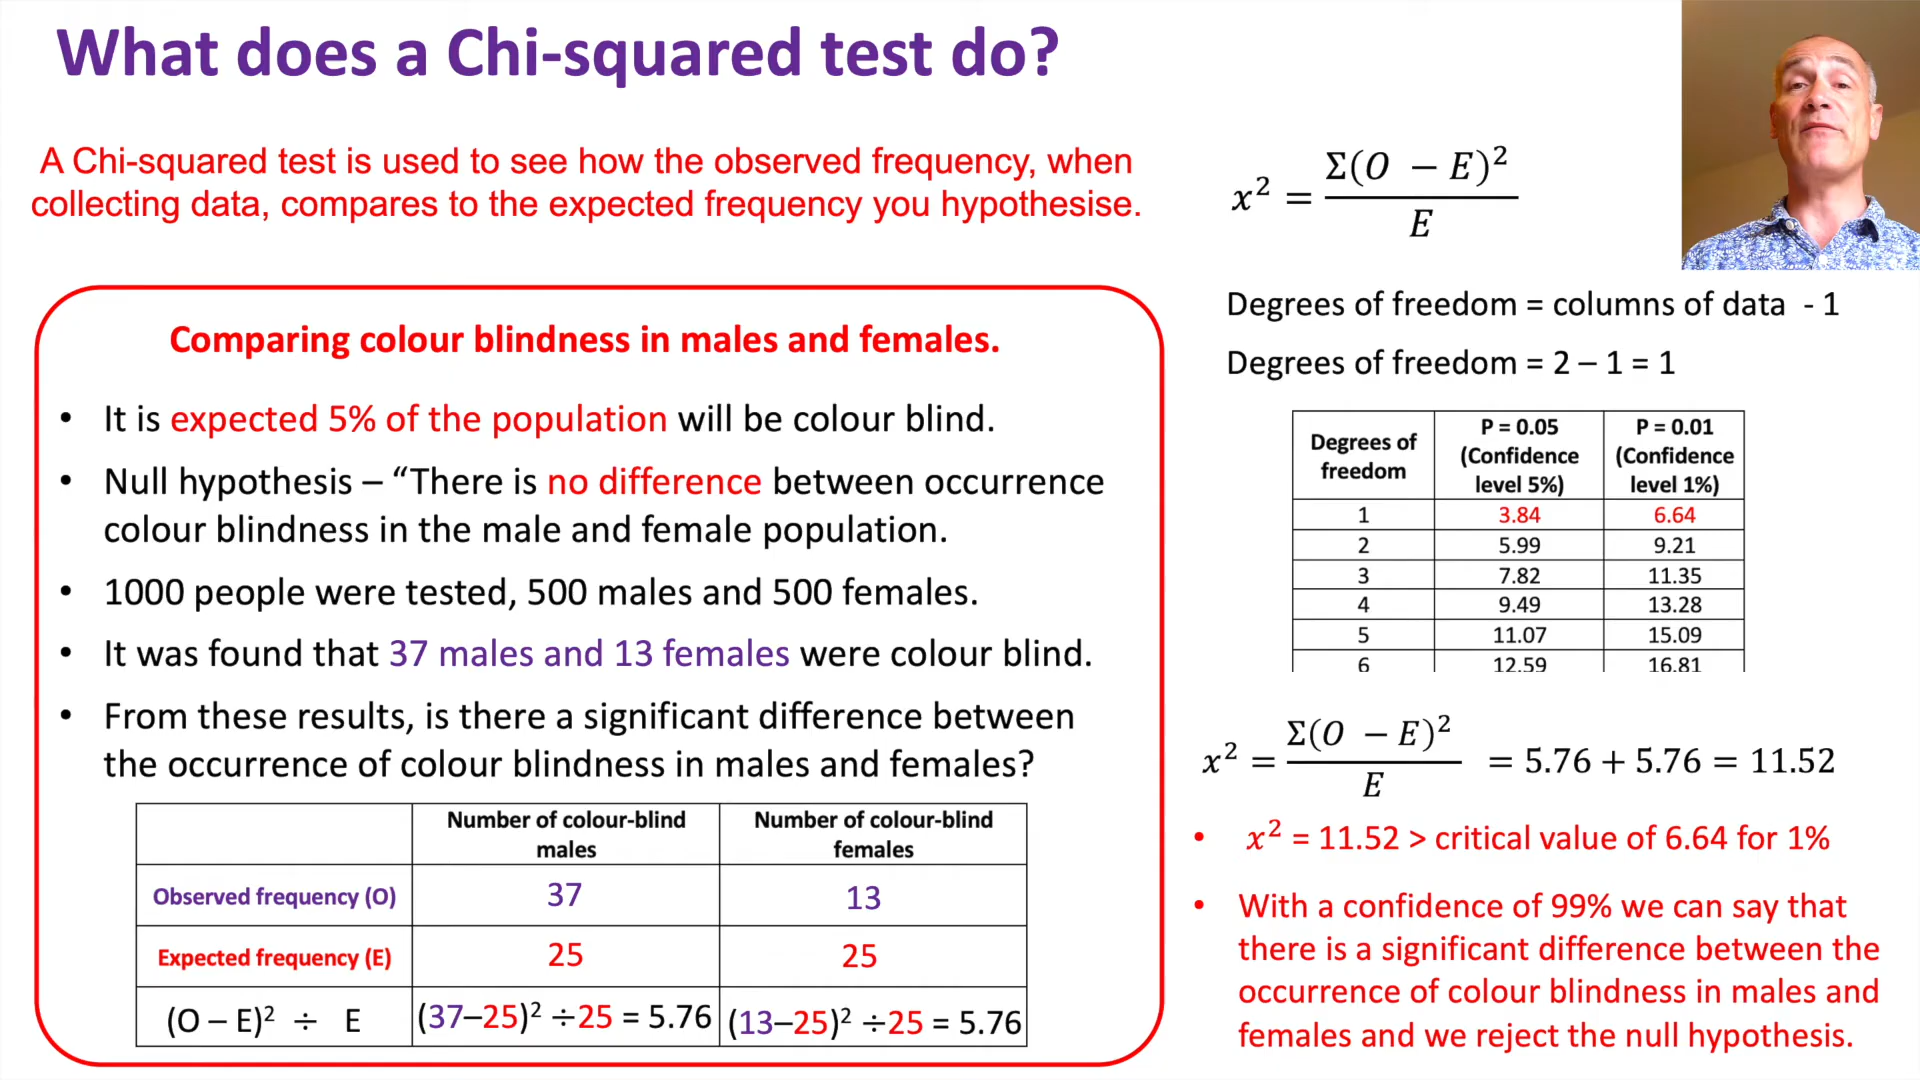 What does a Chi-squared test do?
A Chi-squared test is used to see how the observed frequency, when
collecting data, compares to the expected frequency you hypothesise.
Comparing colour blindness in males and females.
• It is expected 5% of the population will be colour blind.
• Null hypothesis – “There is no difference between occurrence
colour blindness in the male and female population.
• 1000 people were tested, 500 males and 500 females.
• It was found that 37 males and 13 females were colour blind.
• From these results, is there a significant difference between
the occurrence of colour blindness in males and females?
Number of colour-blind males Number of colour-blind females
Observed frequency (O) 37 13
Expected frequency (E) 25 25
(O – E)² ÷ E (37–25)² ÷25 = 5.76 (13–25)² ÷25 = 5.76
x² = Σ(O − E)² / E
Degrees of freedom = columns of data - 1
Degrees of freedom = 2 – 1 = 1
Degrees of freedom P = 0.05 (Confidence level 5%) P = 0.01 (Confidence level 1%)
1 3.84 6.64
2 5.99 9.21
3 7.82 11.35
4 9.49 13.28
5 11.07 15.09
6 12.59 16.81
x² = Σ(O − E)² / E = 5.76 + 5.76 = 11.52
• x² = 11.52 > critical value of 6.64 for 1%
• With a confidence of 99% we can say that
there is a significant difference between the
occurrence of colour blindness in males and
females and we reject the null hypothesis.